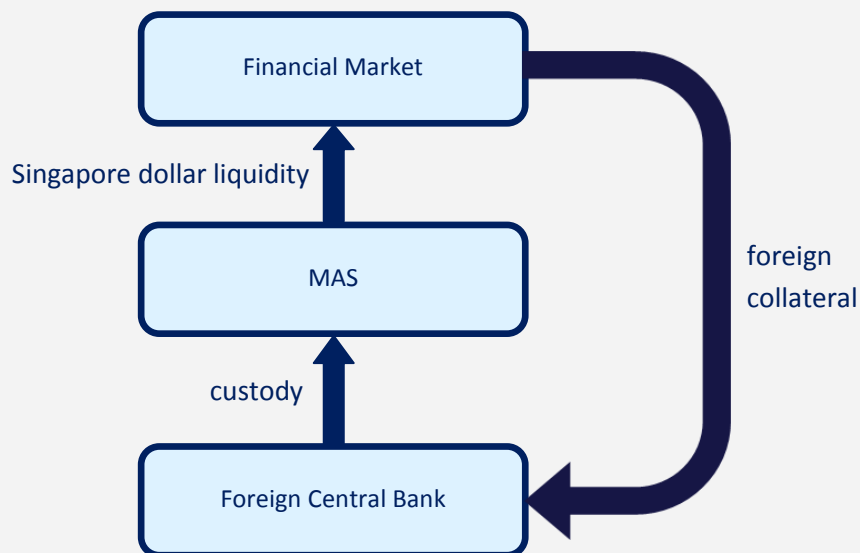 Financial Market
Singapore dollar liquidity
MAS
foreign
collateral
custody
Foreign Central Bank